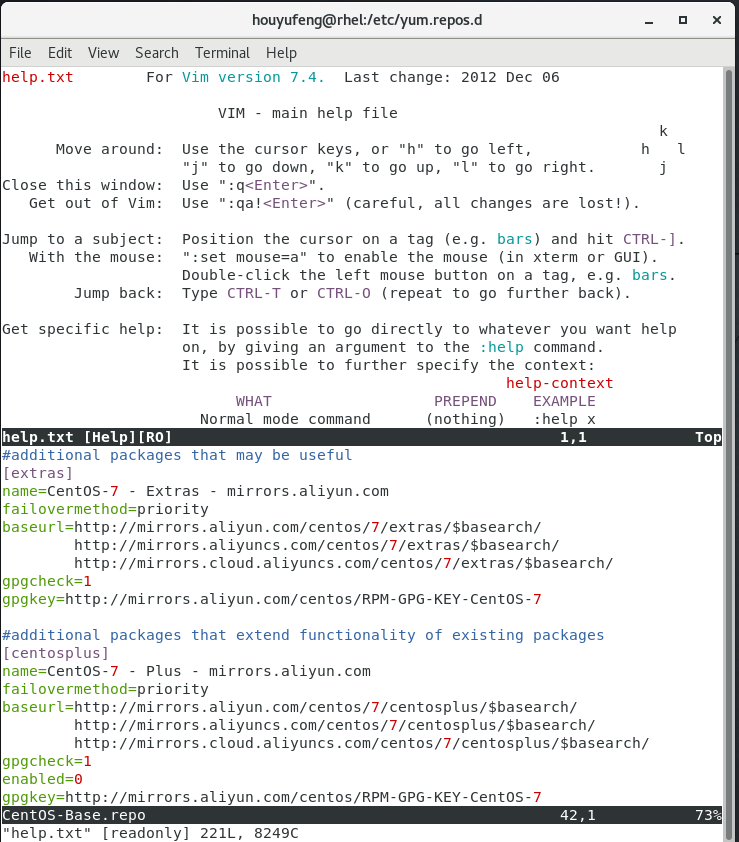 houyufeng@rhel:/etc/yum.repos.d
File Edit View Search Terminal Help
help.txt For Vim version 7.4. Last change: 2012 Dec 06
VIM - main help file
k
Move around: Use the cursor keys, or "h" to go left, h l
"j" to go down, "k" to go up, "l" to go right. j
Close this window: Use ":q<Enter>".
Get out of Vim: Use ":qa!<Enter>" (careful, all changes are lost!).
Jump to a subject: Position the cursor on a tag (e.g. bars) and hit CTRL-].
With the mouse: ":set mouse=a" to enable the mouse (in xterm or GUI).
Double-click the left mouse button on a tag, e.g. bars.
Jump back: Type CTRL-T or CTRL-O (repeat to go further back).
Get specific help: It is possible to go directly to whatever you want help
on, by giving an argument to the :help command.
It is possible to further specify the context:
help-context
WHAT PREPEND EXAMPLE
Normal mode command (nothing) :help x
help.txt [Help][RO] 1,1 Top
#additional packages that may be useful
[extras]
name=CentOS-7 - Extras - mirrors.aliyun.com
failovermethod=priority
baseurl=http://mirrors.aliyun.com/centos/7/extras/$basearch/
http://mirrors.aliyuncs.com/centos/7/extras/$basearch/
http://mirrors.cloud.aliyuncs.com/centos/7/extras/$basearch/
gpgcheck=1
gpgkey=http://mirrors.aliyun.com/centos/RPM-GPG-KEY-CentOS-7
#additional packages that extend functionality of existing packages
[centosplus]
name=CentOS-7 - Plus - mirrors.aliyun.com
failovermethod=priority
baseurl=http://mirrors.aliyun.com/centos/7/centosplus/$basearch/
http://mirrors.aliyuncs.com/centos/7/centosplus/$basearch/
http://mirrors.cloud.aliyuncs.com/centos/7/centosplus/$basearch/
gpgcheck=1
enabled=0
gpgkey=http://mirrors.aliyun.com/centos/RPM-GPG-KEY-CentOS-7
CentOS-Base.repo 42,1 73%
"help.txt" [readonly] 221L, 8249C